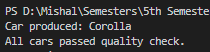 PS D:\Mishal\Semesters\5th Semeste
Car produced: Corolla
All cars passed quality check.